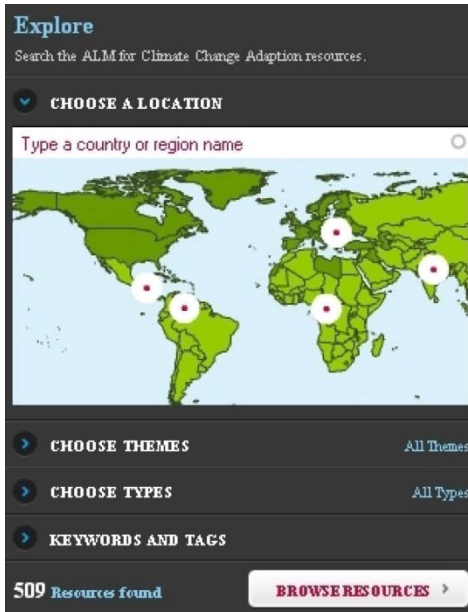 Explore
Search the ALM for Climate Change Adaption resources.
CHOOSE A LOCATION
Type a country or region name
CHOOSE THEMES All Themes
CHOOSE TYPES All Types
KEYWORDS AND TAGS
509 Resources found BROWSE RESOURCES